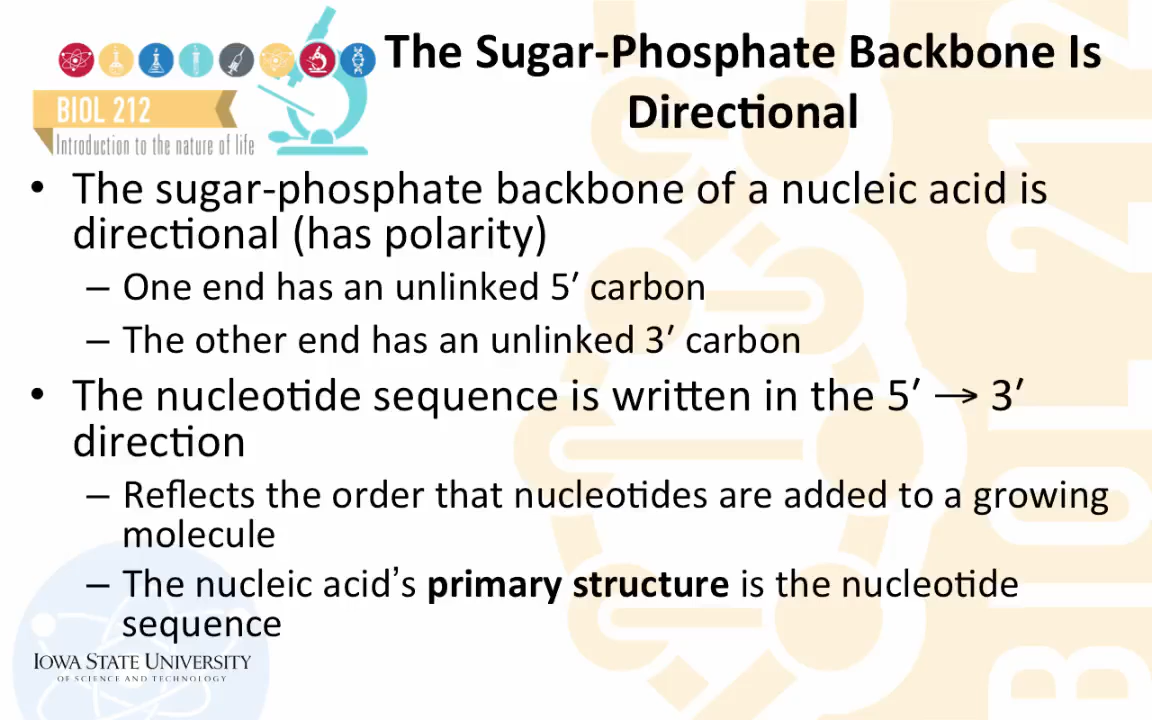 The Sugar-Phosphate Backbone Is
Directional
BIOL 212
Introduction to the nature of life
• The sugar-phosphate backbone of a nucleic acid is
directional (has polarity)
– One end has an unlinked 5′ carbon
– The other end has an unlinked 3′ carbon
• The nucleotide sequence is written in the 5′ → 3′
direction
– Reflects the order that nucleotides are added to a growing
molecule
– The nucleic acid’s primary structure is the nucleotide
sequence
IOWA STATE UNIVERSITY
OF SCIENCE AND TECHNOLOGY
BIOL 212